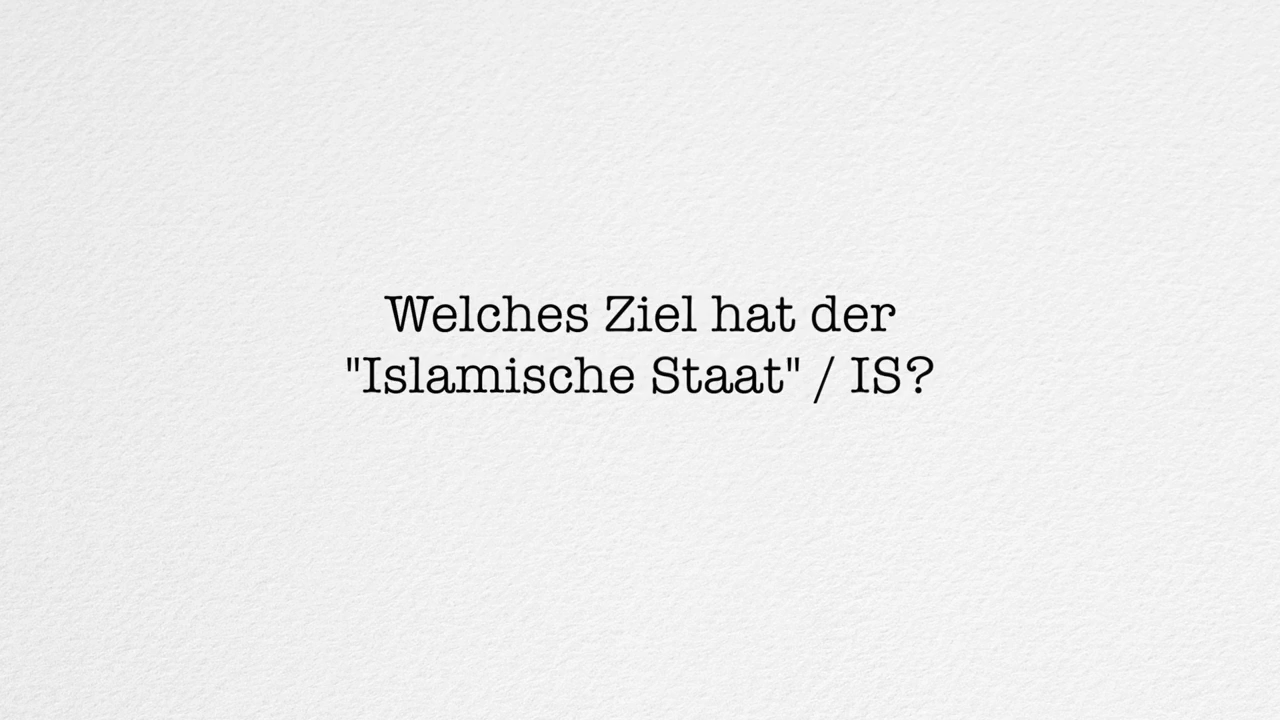 Welches Ziel hat der
"Islamische Staat" / IS?